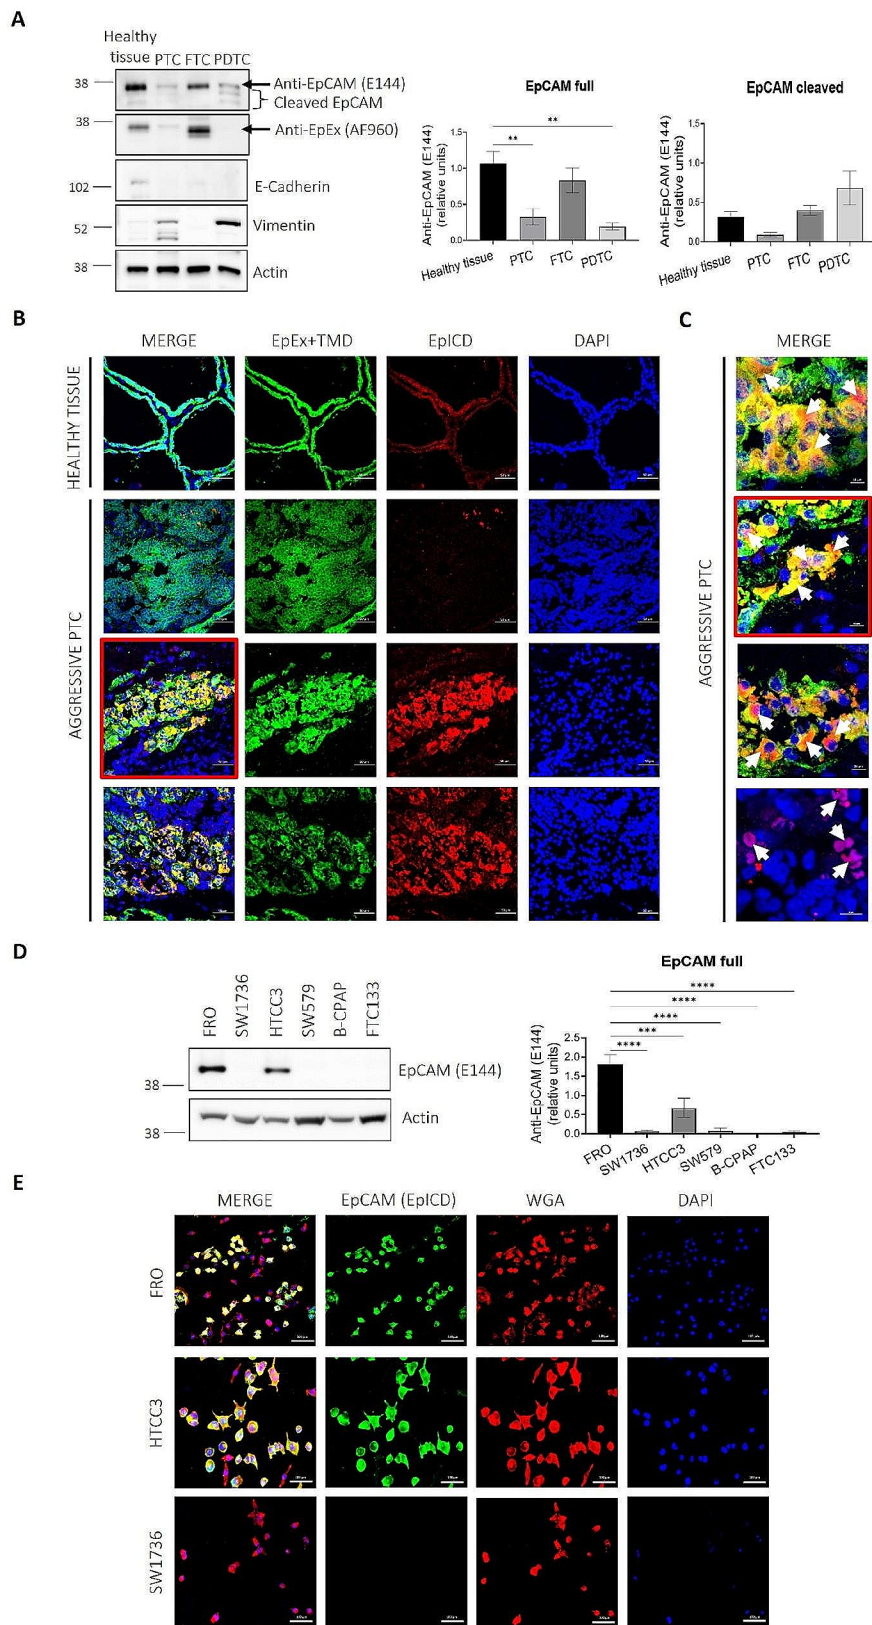 A
Healthy
tissue PTC FTC PDTC
38
Anti-EpCAM (E144)
Cleaved EpCAM
38
Anti-EpEx (AF960)
102
E-Cadherin
52
Vimentin
38
Actin
EpCAM full
Anti-EpCAM (E144)
(relative units)
1.5
1.0
0.5
0.0
**
**
Healthy tissue
PTC
FTC
PDTC
EpCAM cleaved
Anti-EpCAM (E144)
(relative units)
1.5
1.0
0.5
0.0
Healthy tissue
PTC
FTC
PDTC
B
MERGE
EpEx+TMD
EpICD
DAPI
HEALTHY TISSUE
AGGRESSIVE PTC
C
MERGE
AGGRESSIVE PTC
D
FRO
SW1736
HTCC3
SW579
B-CPAP
FTC133
38
EpCAM (E144)
38
Actin
EpCAM full
Anti-EpCAM (E144)
(relative units)
2.5
2.0
1.5
1.0
0.5
0.0
****
****
****
***
****
FRO
SW1736
HTCC3
SW579
B-CPAP
FTC133
E
MERGE
EpCAM (EpICD)
WGA
DAPI
FRO
HTCC3
SW1736